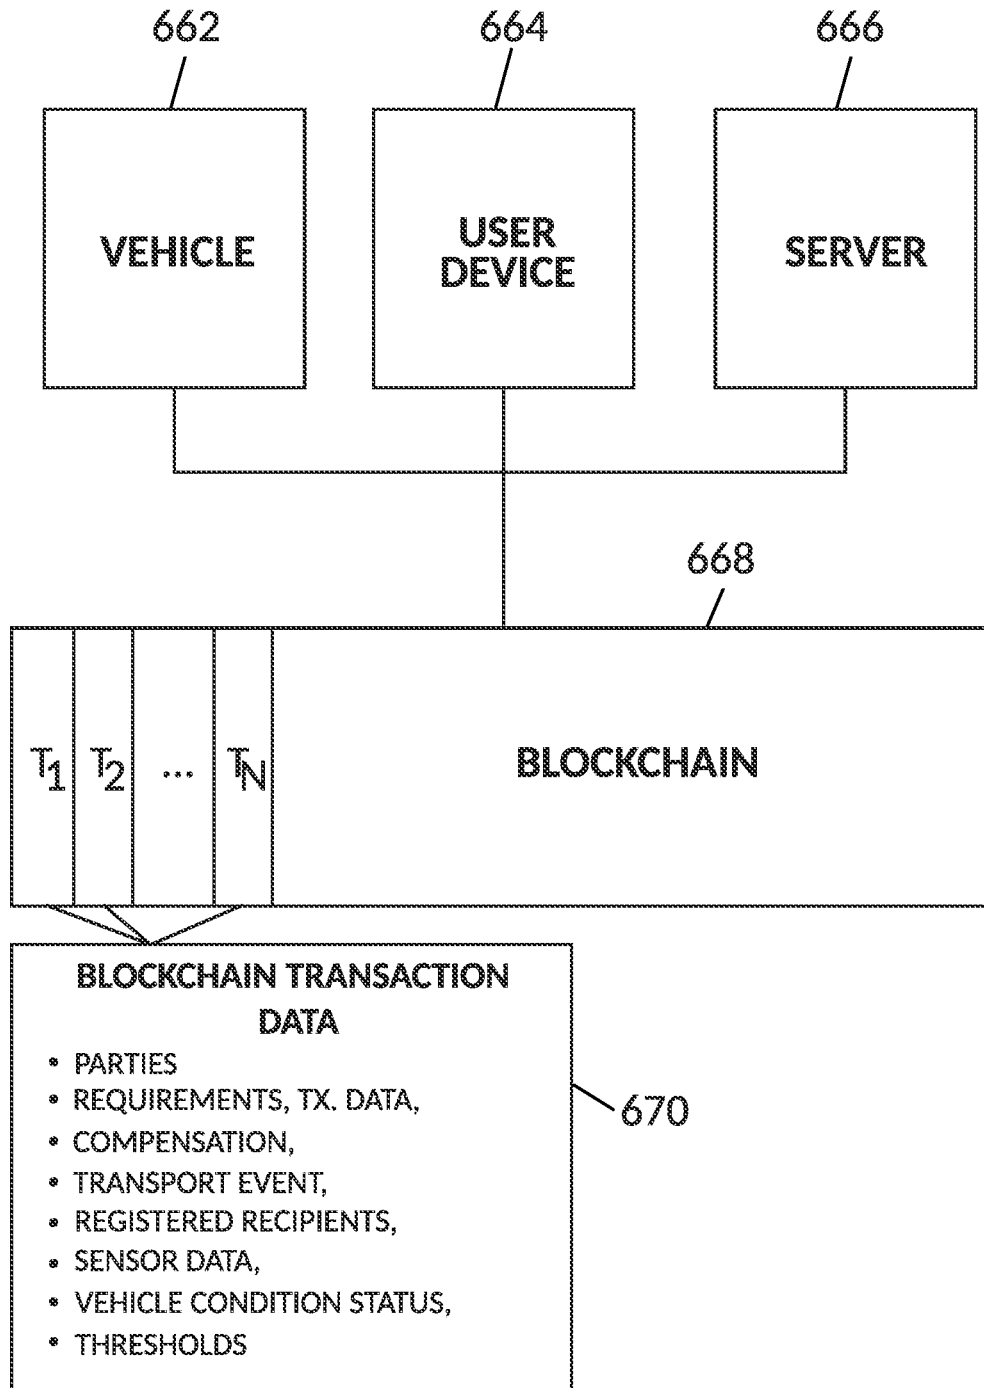 662 664 666
VEHICLE
USER
DEVICE
SERVER
668
T1 T2 ... TN
BLOCKCHAIN
BLOCKCHAIN TRANSACTION
DATA
• PARTIES
• REQUIREMENTS, TX. DATA,
• COMPENSATION,
• TRANSPORT EVENT,
• REGISTERED RECIPIENTS,
• SENSOR DATA,
• VEHICLE CONDITION STATUS,
• THRESHOLDS
670